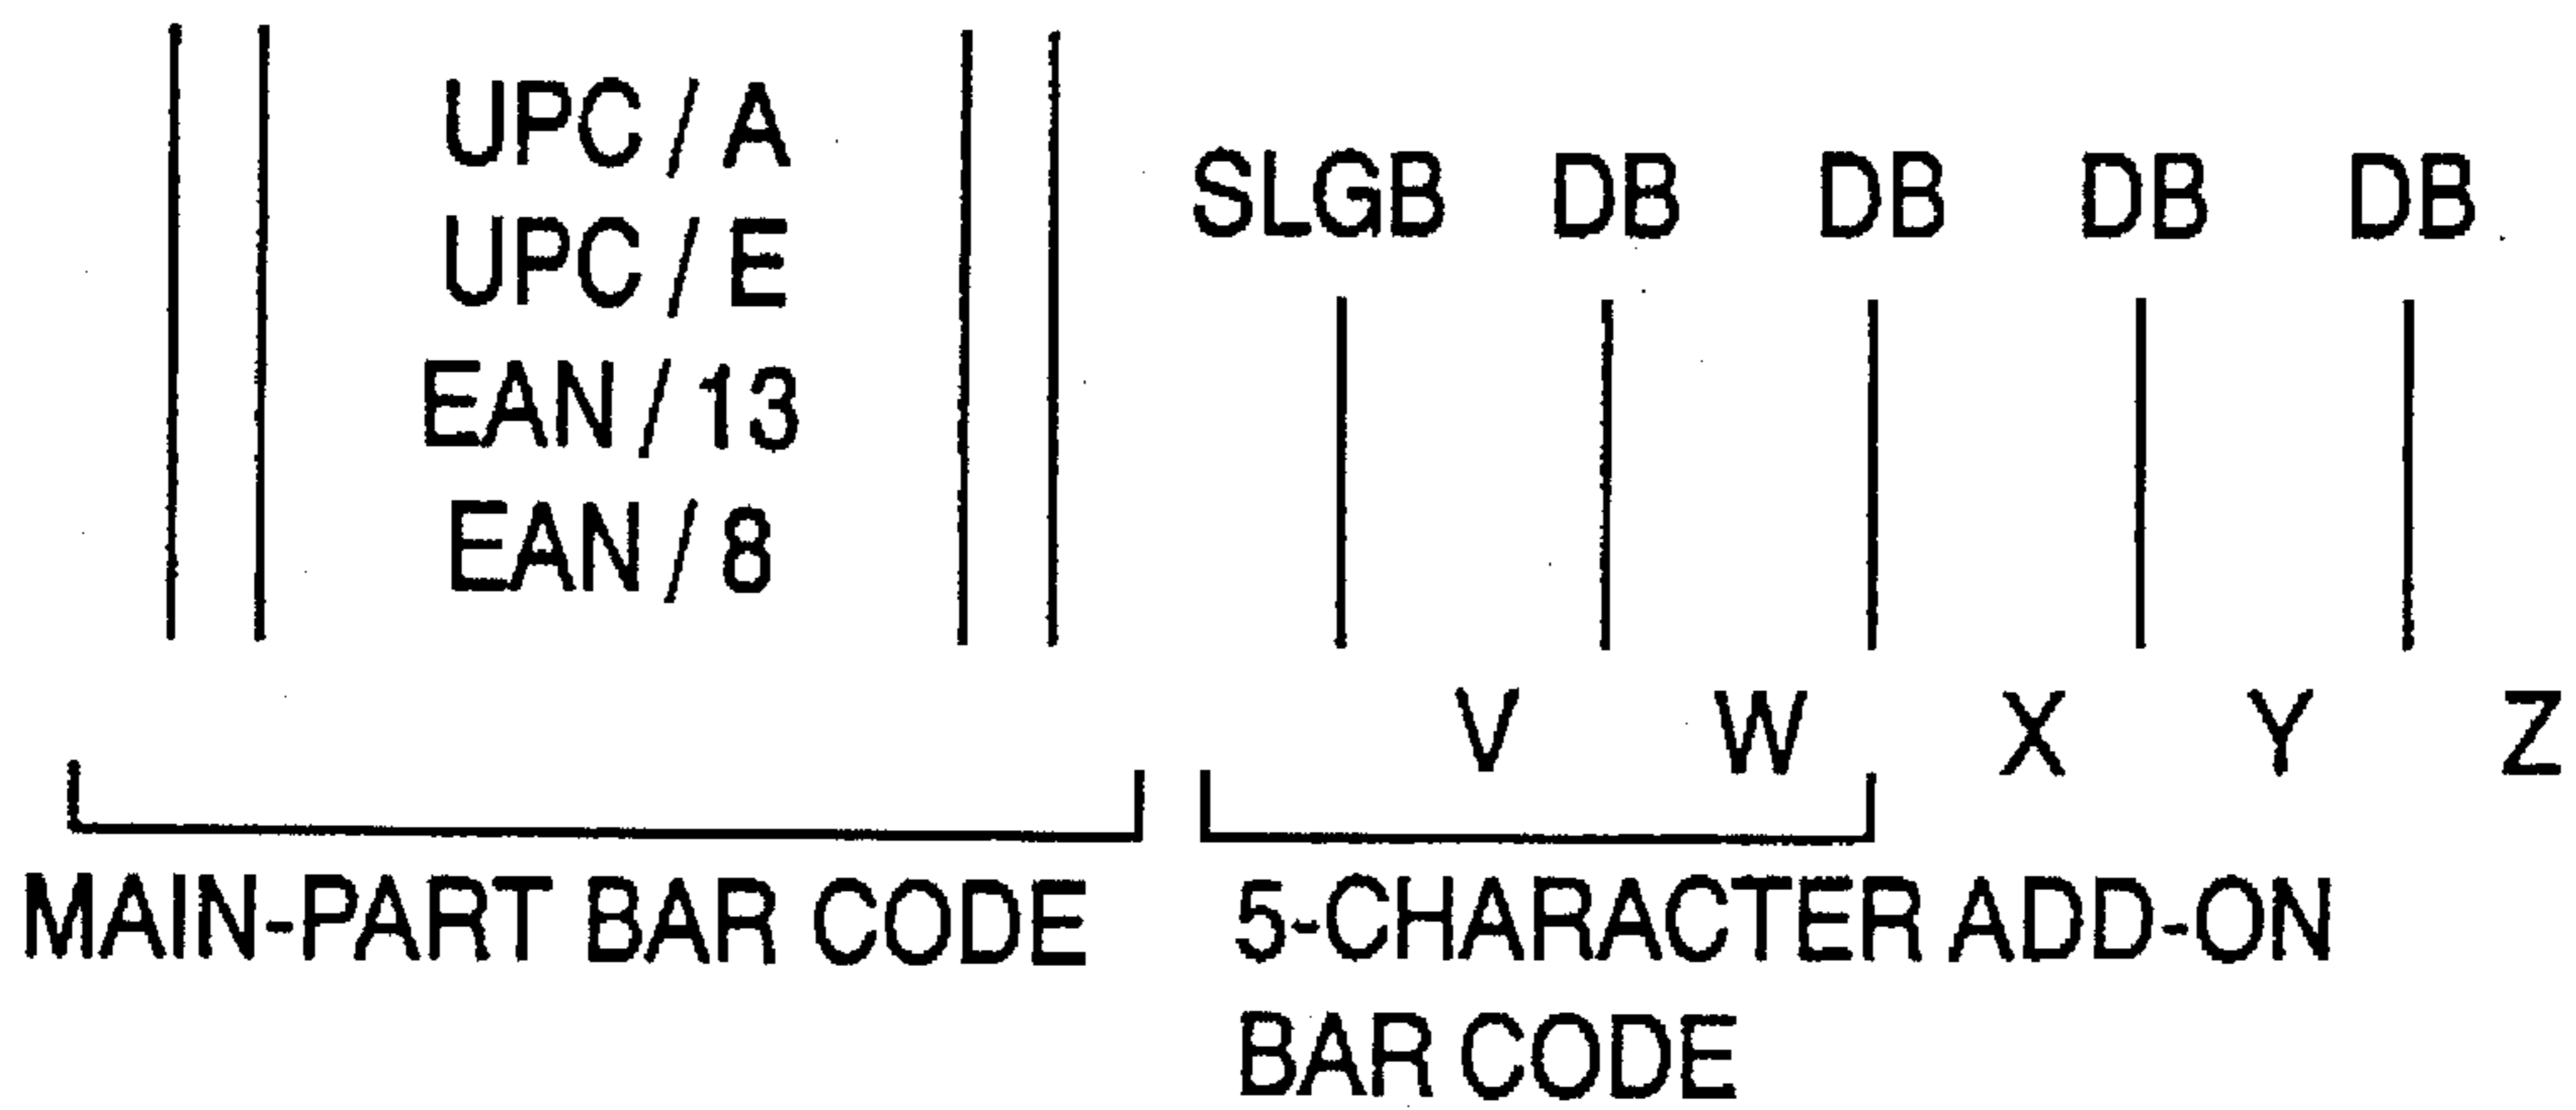 UPC / A
UPC / E
EAN / 13
EAN / 8
SLGB DB DB DB DB
V W X Y Z
MAIN-PART BAR CODE
5-CHARACTER ADD-ON
BAR CODE